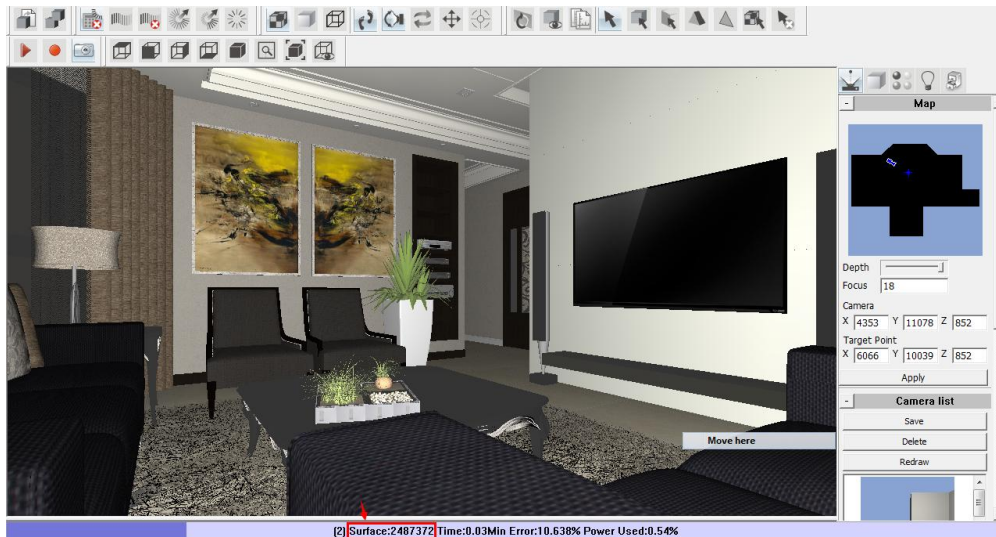 Map
Depth
Focus 18
Camera
X 4353 Y 11078 Z 852
Target Point
X 6066 Y 10039 Z 852
Apply
- Camera list
Save
Move here
Delete
Redraw
[2] Surface:2487372 Time:0.03Min Error:10.638% Power Used:0.54%